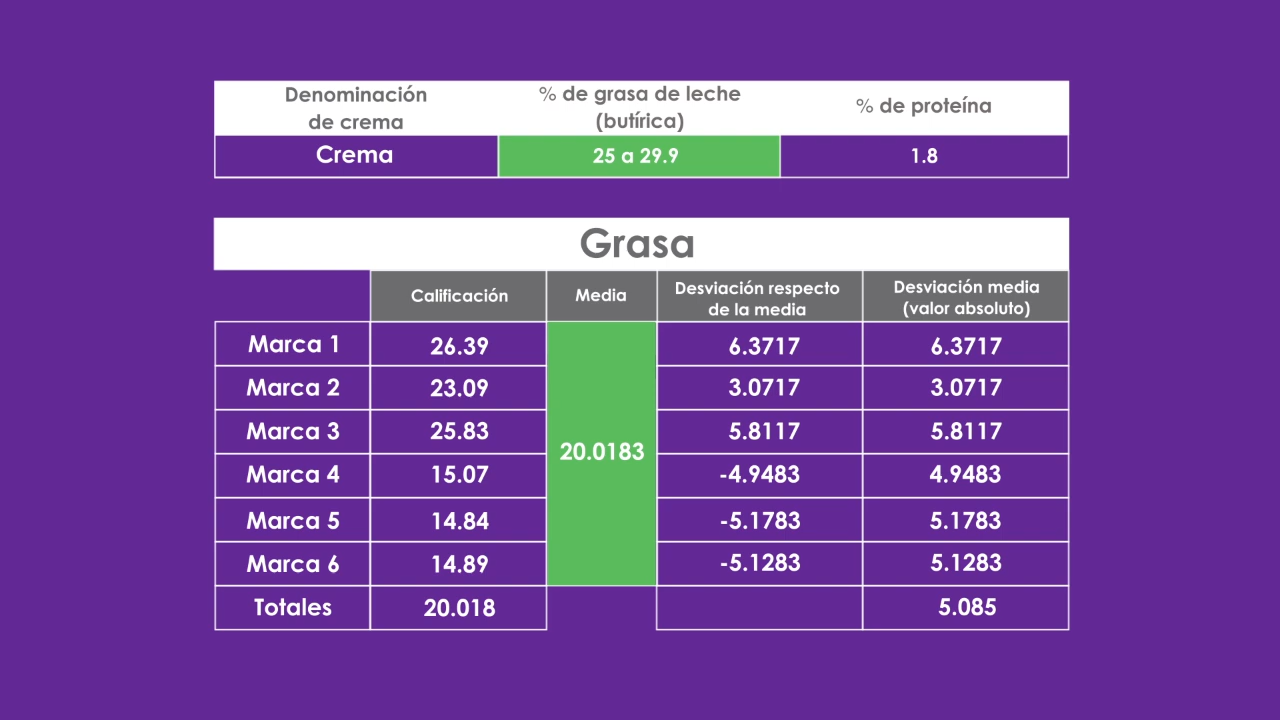 Denominación de crema % de grasa de leche (butírica) % de proteína
Crema 25 a 29.9 1.8
Grasa
Calificación Media Desviación respecto de la media Desviación media (valor absoluto)
Marca 1 26.39 6.3717 6.3717
Marca 2 23.09 3.0717 3.0717
Marca 3 25.83 5.8117 5.8117
20.0183
Marca 4 15.07 -4.9483 4.9483
Marca 5 14.84 -5.1783 5.1783
Marca 6 14.89 -5.1283 5.1283
Totales 20.018 5.085